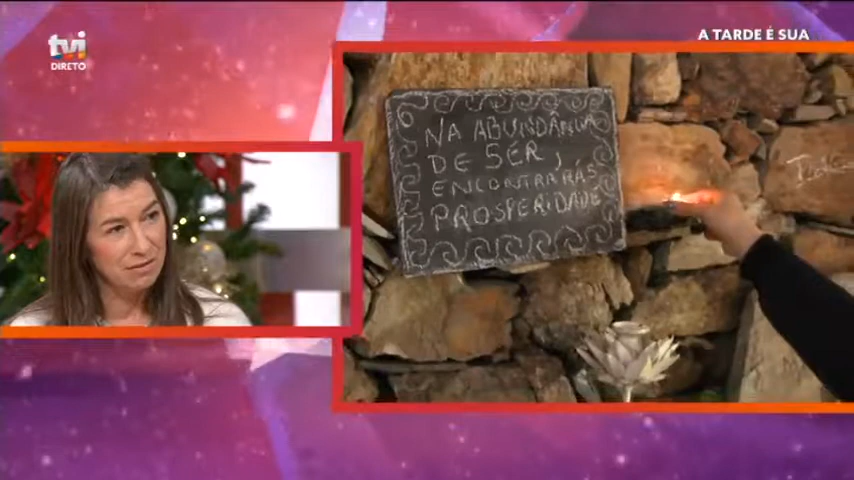 tvi
DIRETO
A TARDE É SUA
NA ABUNDÂNCIA
DE SER,
ENCONTRARÁS
PROSPERIDADE